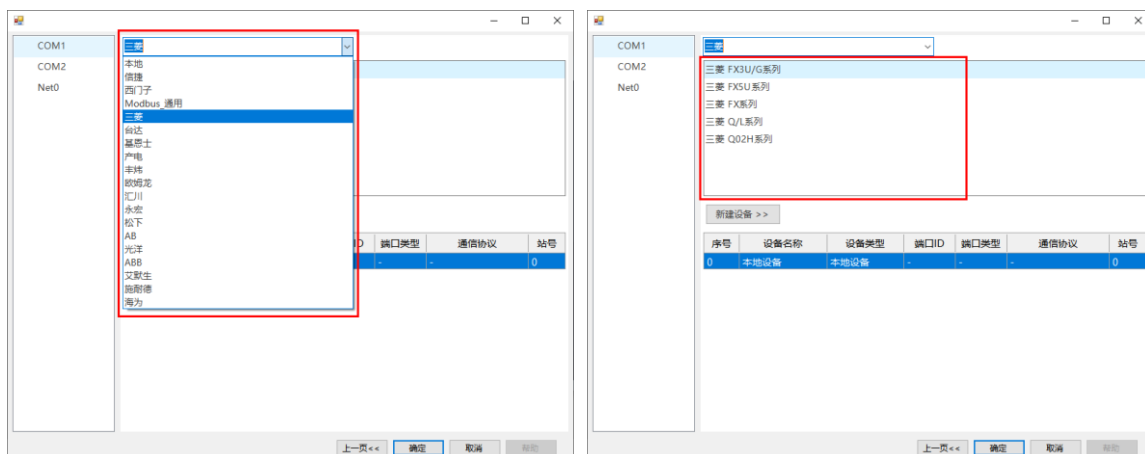 COM1
COM2
Net0
三菱
本地
信捷
西门子
Modbus_通用
三菱
台达
基恩士
产电
丰炜
欧姆龙
汇川
永宏
松下
AB
光洋
ABB
艾默生
施耐德
海为
ID 端口类型 通信协议 站号
- - 0
上一页<< 确定 取消 帮助
COM1
COM2
Net0
三菱
三菱 FX3U/G系列
三菱 FX5U系列
三菱 FX系列
三菱 Q/L系列
三菱 Q02H系列
新建设备 >>
序号 设备名称 设备类型 端口ID 端口类型 通信协议 站号
0 本地设备 本地设备 - - - 0
上一页<< 确定 取消 帮助